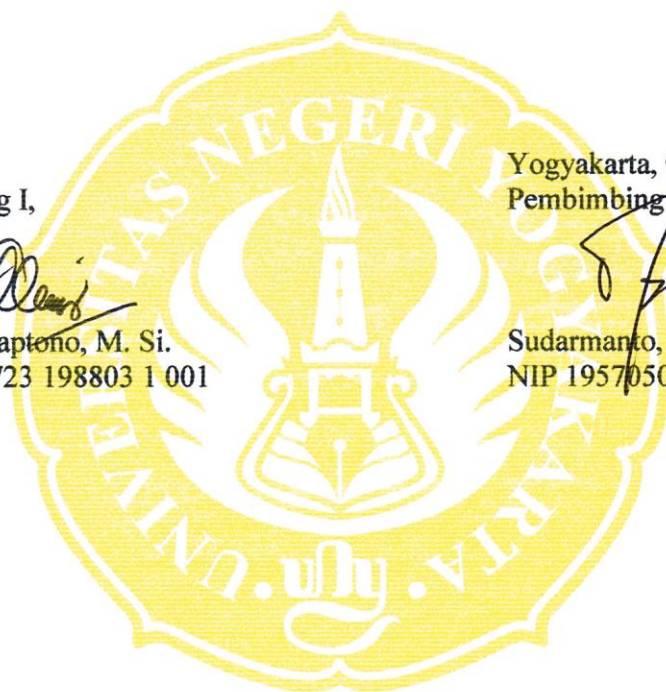 UNIVERSITAS NEGERI YOGYAKARTA
uny
g I,
aptono, M. Si.
723 198803 1 001
Yogyakarta,
Pembimbing
Sudarmanto,
NIP 1957050